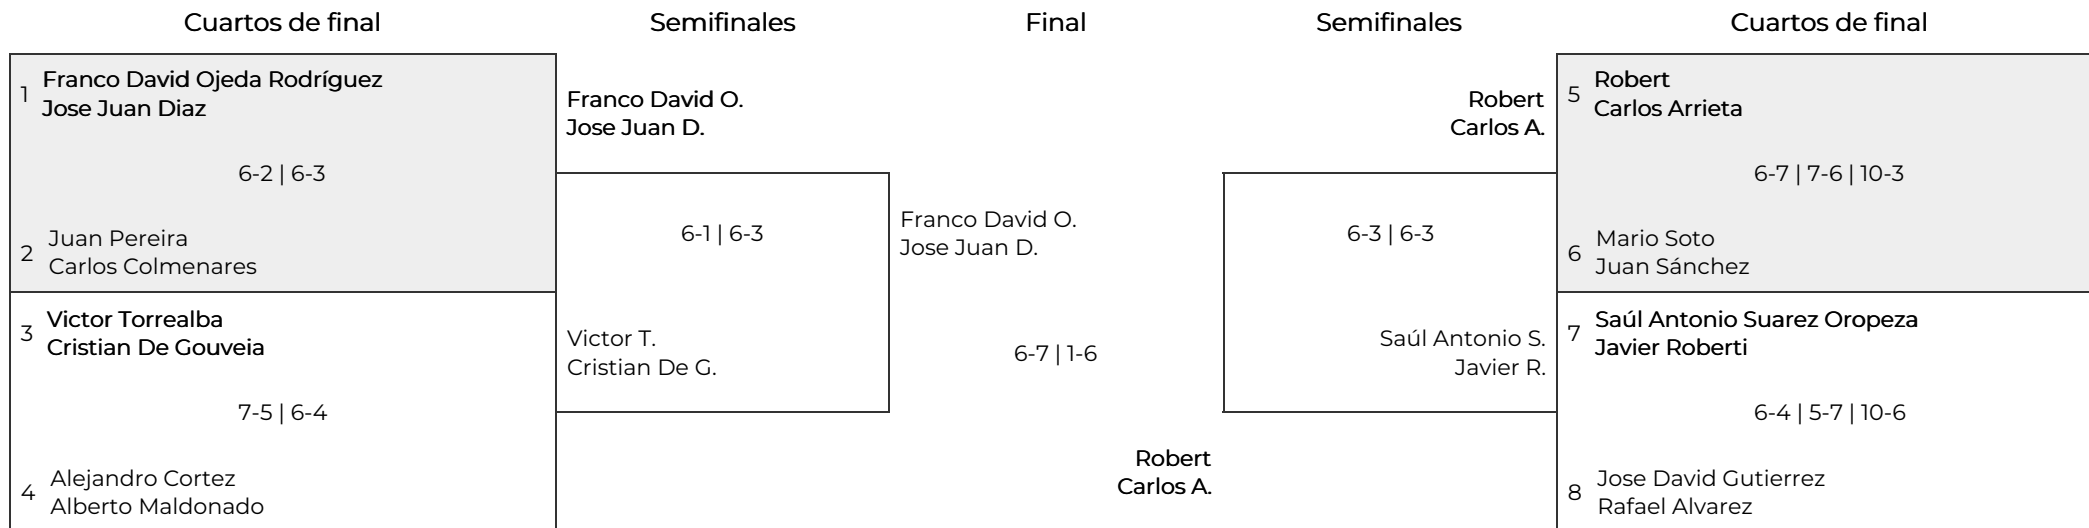 Cuartos de final
Semifinales
Final
Semifinales
Cuartos de final
1
Franco David Ojeda Rodríguez
Jose Juan Diaz
6-2 | 6-3
2
Juan Pereira
Carlos Colmenares
3
Victor Torrealba
Cristian De Gouveia
7-5 | 6-4
4
Alejandro Cortez
Alberto Maldonado
Franco David O.
Jose Juan D.
6-1 | 6-3
Victor T.
Cristian De G.
Franco David O.
Jose Juan D.
6-7 | 1-6
Robert
Carlos A.
Robert
Carlos A.
6-3 | 6-3
Saúl Antonio S.
Javier R.
5
Robert
Carlos Arrieta
6-7 | 7-6 | 10-3
6
Mario Soto
Juan Sánchez
7
Saúl Antonio Suarez Oropeza
Javier Roberti
6-4 | 5-7 | 10-6
8
Jose David Gutierrez
Rafael Alvarez